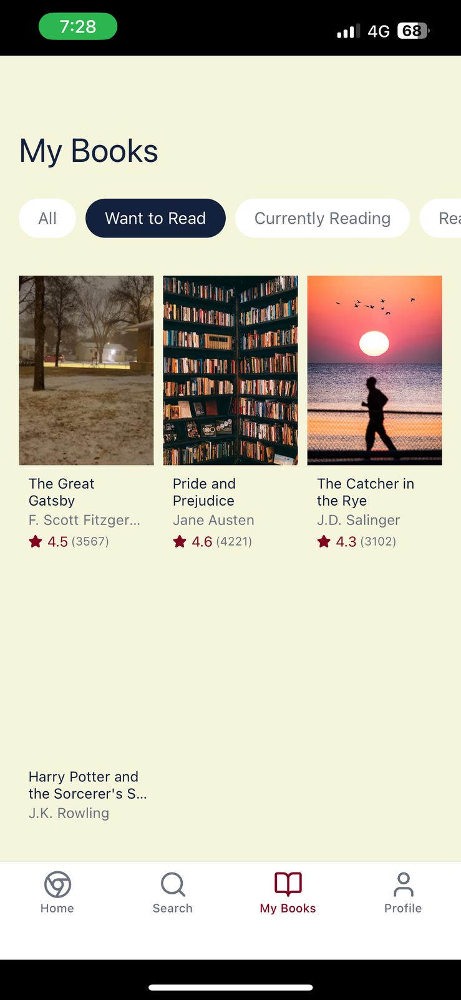 7:28
4G 68
My Books
All
Want to Read
Currently Reading
Rea
The Great
Gatsby
F. Scott Fitzger...
4.5 (3567)
Pride and
Prejudice
Jane Austen
4.6 (4221)
The Catcher in
the Rye
J.D. Salinger
4.3 (3102)
100
Harry Potter and
the Sorcerer's S...
J.K. Rowling
Home
Search
My Books
Profile